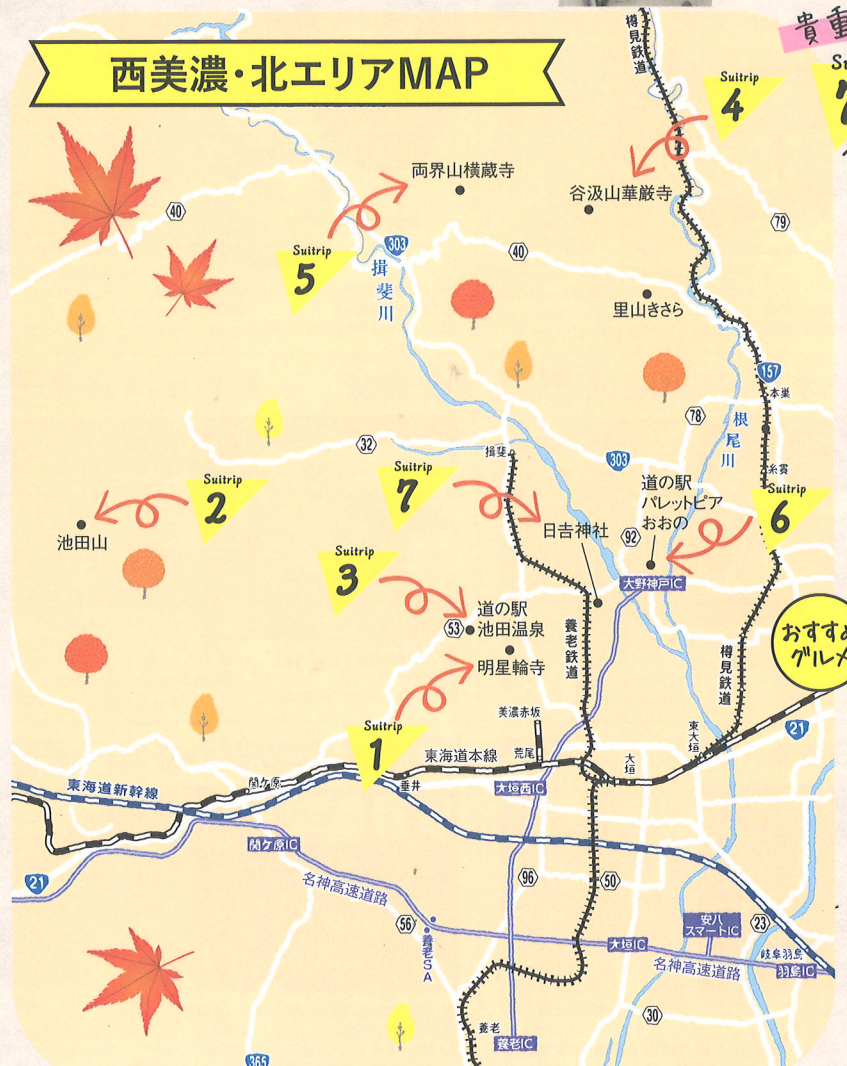 西美濃・北エリアMAP
樽見鉄道
貴重
Suitrip
4
両界山横蔵寺
谷汲山華厳寺
40
79
Suitrip
5
303
揖斐川
40
里山きさら
157
本巣
78
根尾川
32
揖斐
303
糸貫
Suitrip
2
池田山
Suitrip
7
日吉神社
道の駅
パレットピア
おおの
92
Suitrip
6
大野神戸IC
Suitrip
3
道の駅
池田温泉
53
明星輪寺
養老鉄道
樽見鉄道
おすすめ
グルメ
Suitrip
1
美濃赤坂
荒尾
東海道本線
大垣
東大垣
21
東海道新幹線
関ケ原
垂井
大垣西IC
関ケ原IC
21
名神高速道路
96
50
56
養老SA
大垣IC
安八
スマートIC
23
岐阜羽島
名神高速道路
羽島IC
30
養老
養老IC
365